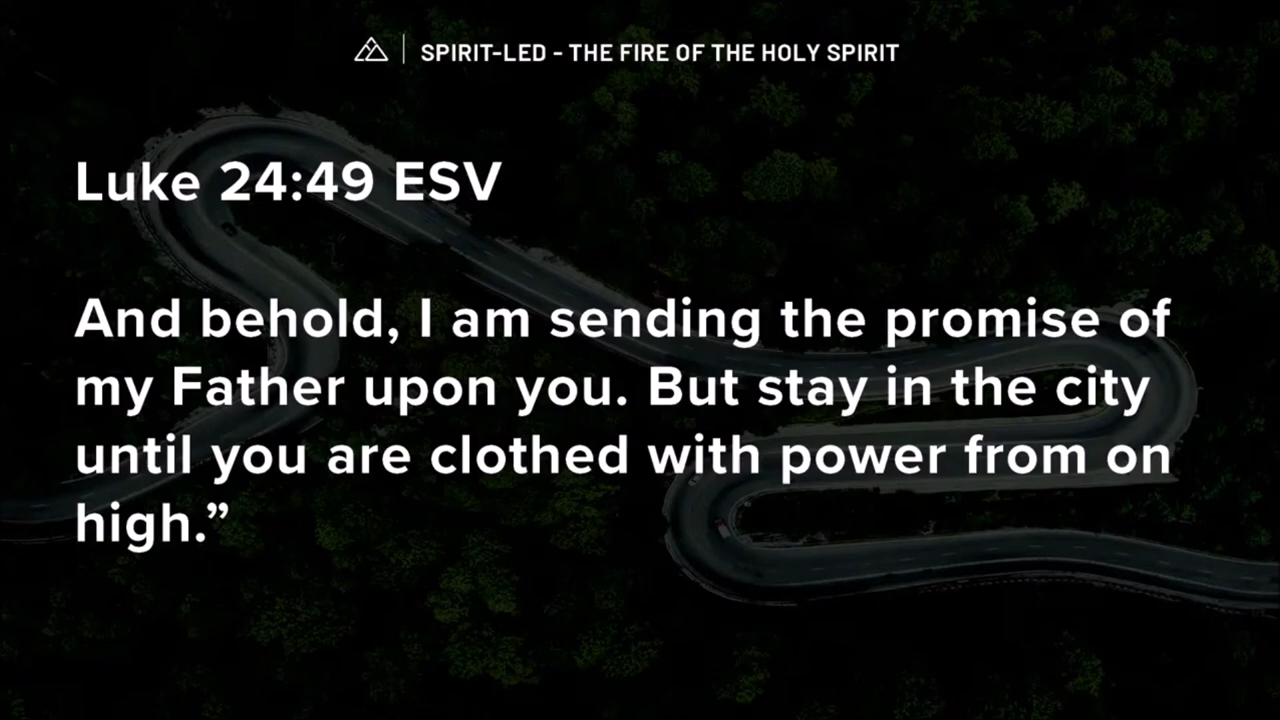 SPIRIT-LED - THE FIRE OF THE HOLY SPIRIT
Luke 24:49 ESV
And behold, I am sending the promise of
my Father upon you. But stay in the city
until you are clothed with power from on
high.”